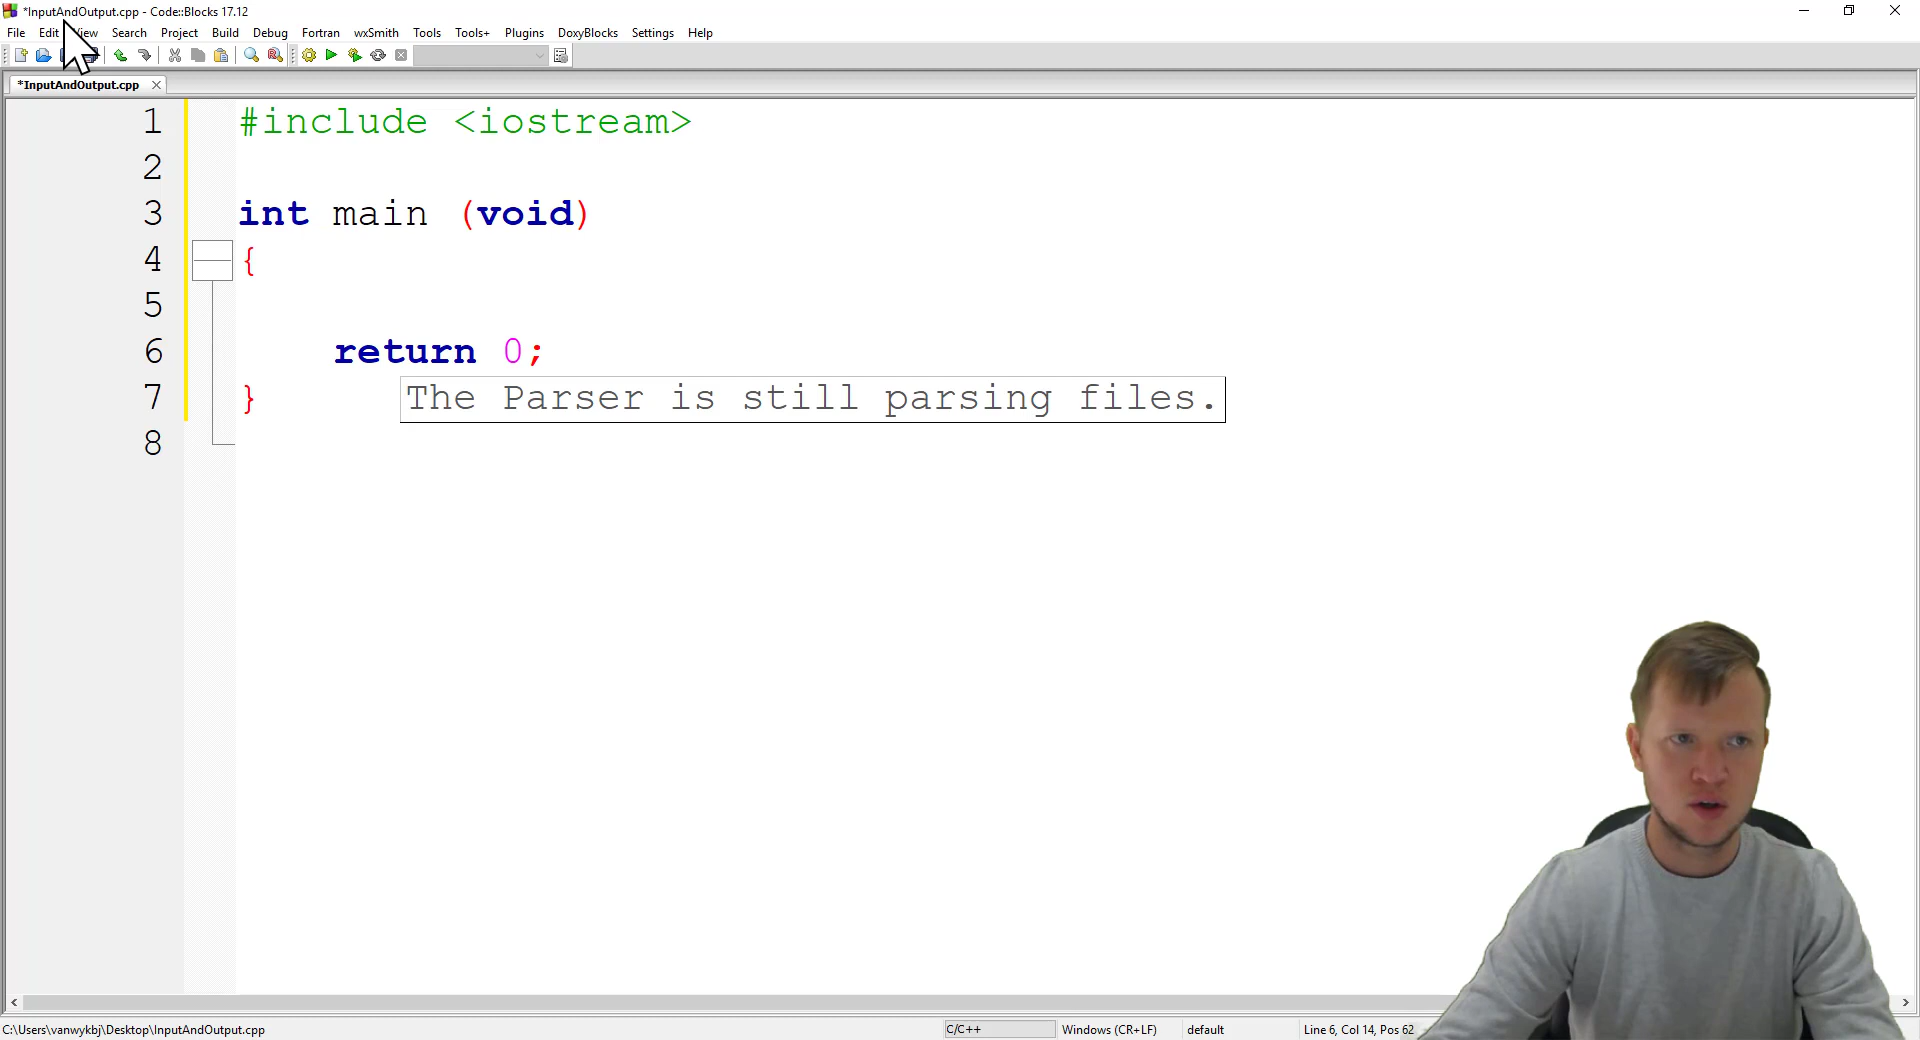 *InputAndOutput.cpp - Code::Blocks 17.12
File Edit View Search Project Build Debug Fortran wxSmith Tools Tools+ Plugins DoxyBlocks Settings Help
*InputAndOutput.cpp
1 #include <iostream>
2
3 int main (void)
4 {
5
6 return 0;
7 }
The Parser is still parsing files.
8
C:\Users\vanwykbj\Desktop\InputAndOutput.cpp C/C++ Windows (CR+LF) default Line 6, Col 14, Pos 62